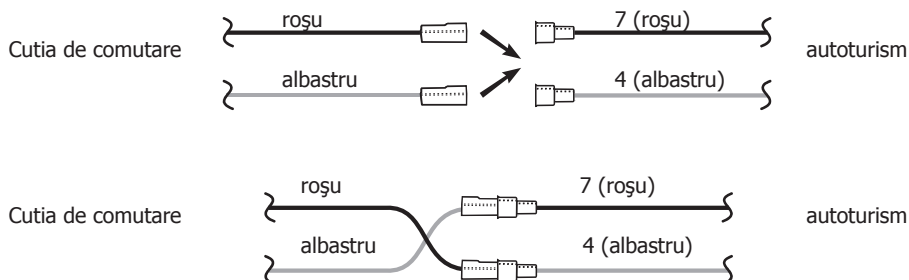 roşu 7 (roşu)
Cutia de comutare autoturism
albastru 4 (albastru)
roşu 7 (roşu)
Cutia de comutare autoturism
albastru 4 (albastru)